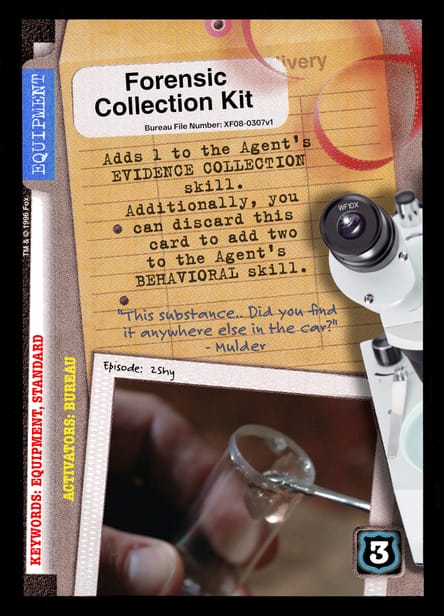 livery
Forensic
Collection Kit
Bureau File Number: XF08-0307v1
EQUIPMENT
TM & © 1996 Fox.
Adds 1 to the Agent's
EVIDENCE COLLECTION
skill.
Additionally, you
can discard this
card to add two
to the Agent's
BEHAVIORAL skill.
WF10X
"This substance.. Did you find
it anywhere else in the car?"
- Mulder
Episode: 2Shy
KEYWORDS: EQUIPMENT, STANDARD
ACTIVATORS: BUREAU
3